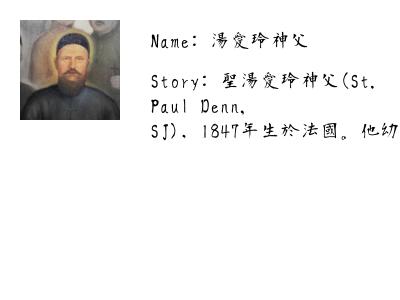 Name: 湯愛玲神父
Story: 聖湯愛玲神父(St.
Paul Denn,
SJ), 1847年生於法國。他幼